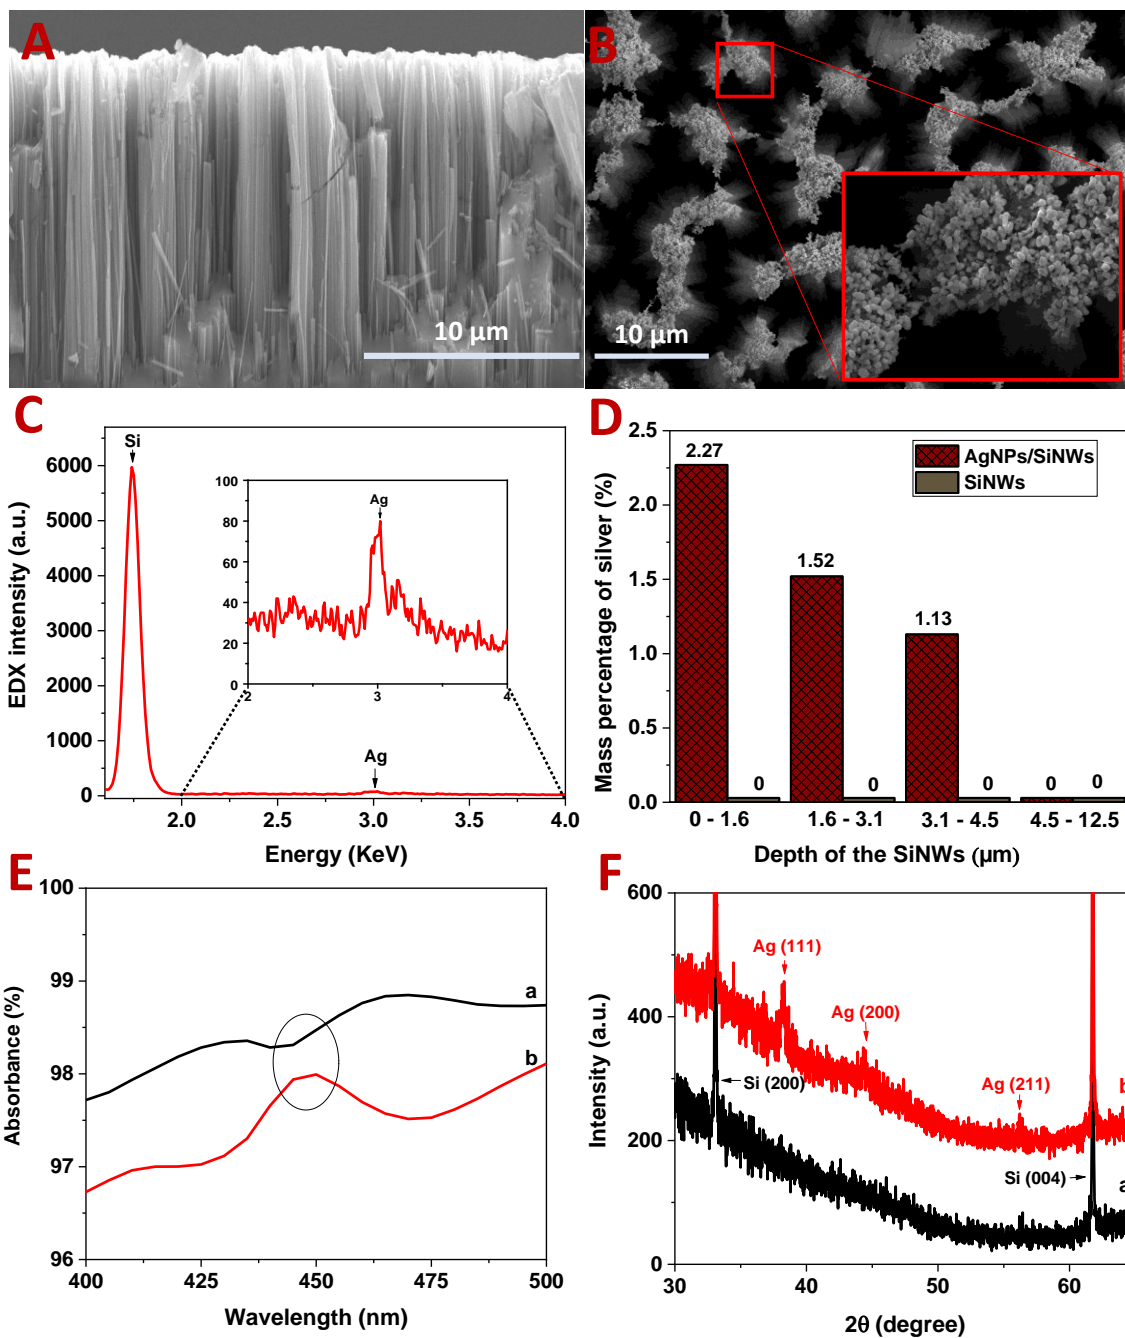 A
10 µm
B
10 µm
C
Si
6000
5000
4000
3000
2000
1000
0
EDX intensity (a.u.)
2.0
2.5
3.0
3.5
4.0
Energy (KeV)
Ag
100
80
60
40
20
0
2
3
4
Ag
D
2.5
2.0
1.5
1.0
0.5
0.0
Mass percentage of silver (%)
AgNPs/SiNWs
SiNWs
2.27
0
1.52
0
1.13
0
0
0
0 - 1.6
1.6 - 3.1
3.1 - 4.5
4.5 - 12.5
Depth of the SiNWs (µm)
E
100
99
98
97
96
Absorbance (%)
a
b
400
425
450
475
500
Wavelength (nm)
F
600
400
200
0
Intensity (a.u.)
Ag (111)
Ag (200)
Si (200)
Ag (211)
b
Si (004)
a
30
40
50
60
2θ (degree)